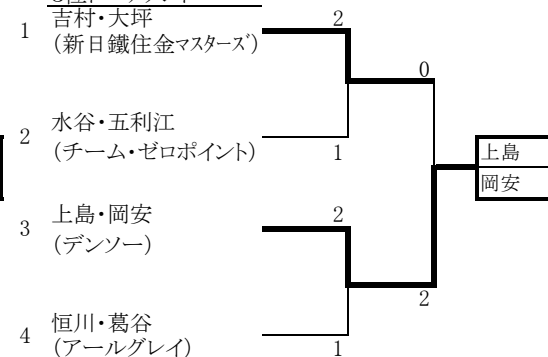 1 吉村・大坪 2
(新日鐵住金マスターズ)
0
2 水谷・五利江
(チーム・ゼロポイント) 1
上島
岡安
3 上島・岡安 2
(デンソー)
2
4 恒川・葛谷
(アールグレイ) 1